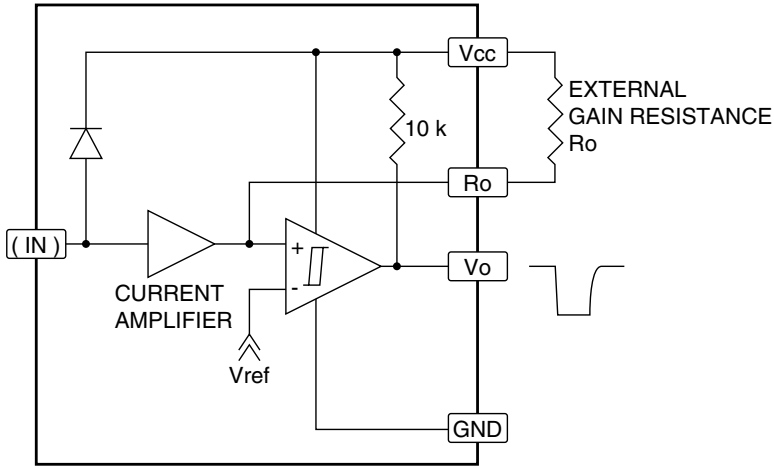 Vcc
EXTERNAL
GAIN RESISTANCE
Ro
10 k
Ro
( IN )
+
-
Vo
CURRENT
AMPLIFIER
Vref
GND